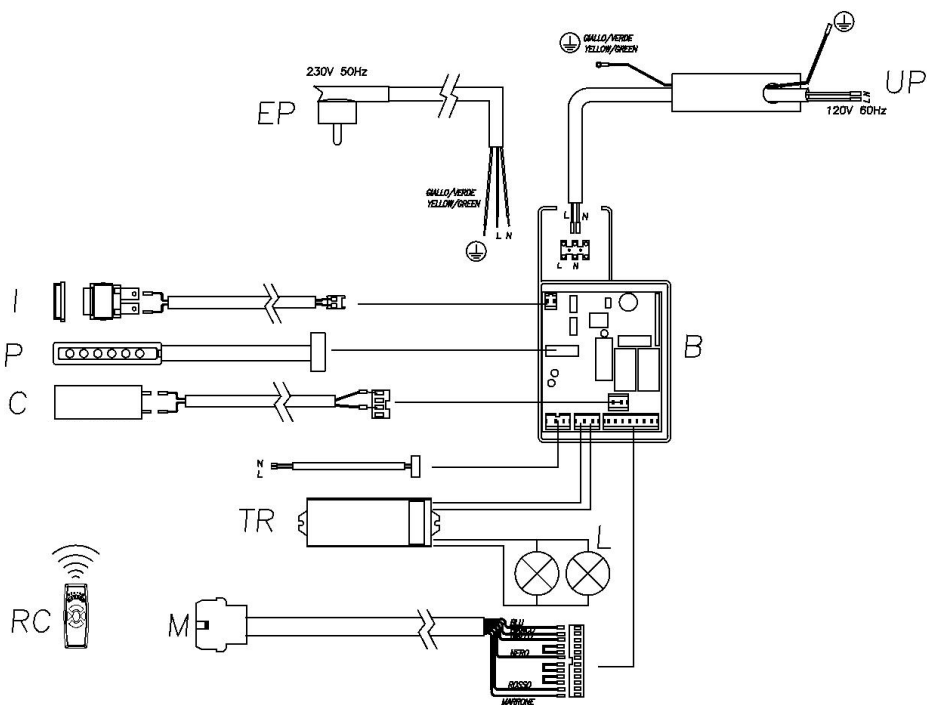 GIALLO/VERDE
YELLOW/GREEN
230V 50Hz
EP
UP
L N
120V 60Hz
GIALLO/VERDE
YELLOW/GREEN
L N
L N
L N
I
P
C
B
N
L
TR
L
RC
M
BLU
NERO
ROSSO
MARRONE